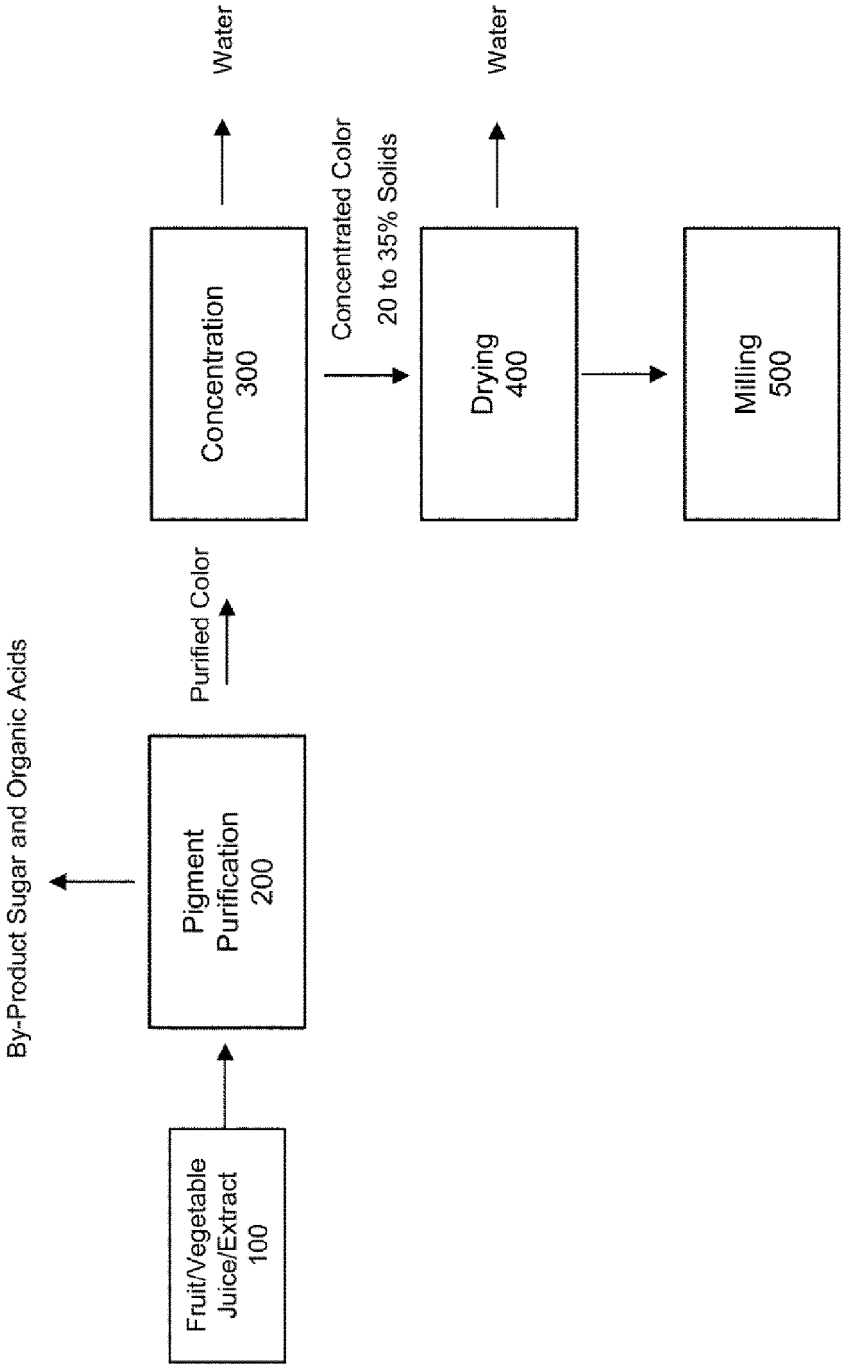 By-Product Sugar and Organic Acids
Fruit/Vegetable
Juice/Extract
100
Pigment
Purification
200
Purified Color
Concentration
300
Water
Concentrated Color
20 to 35% Solids
Drying
400
Water
Milling
500